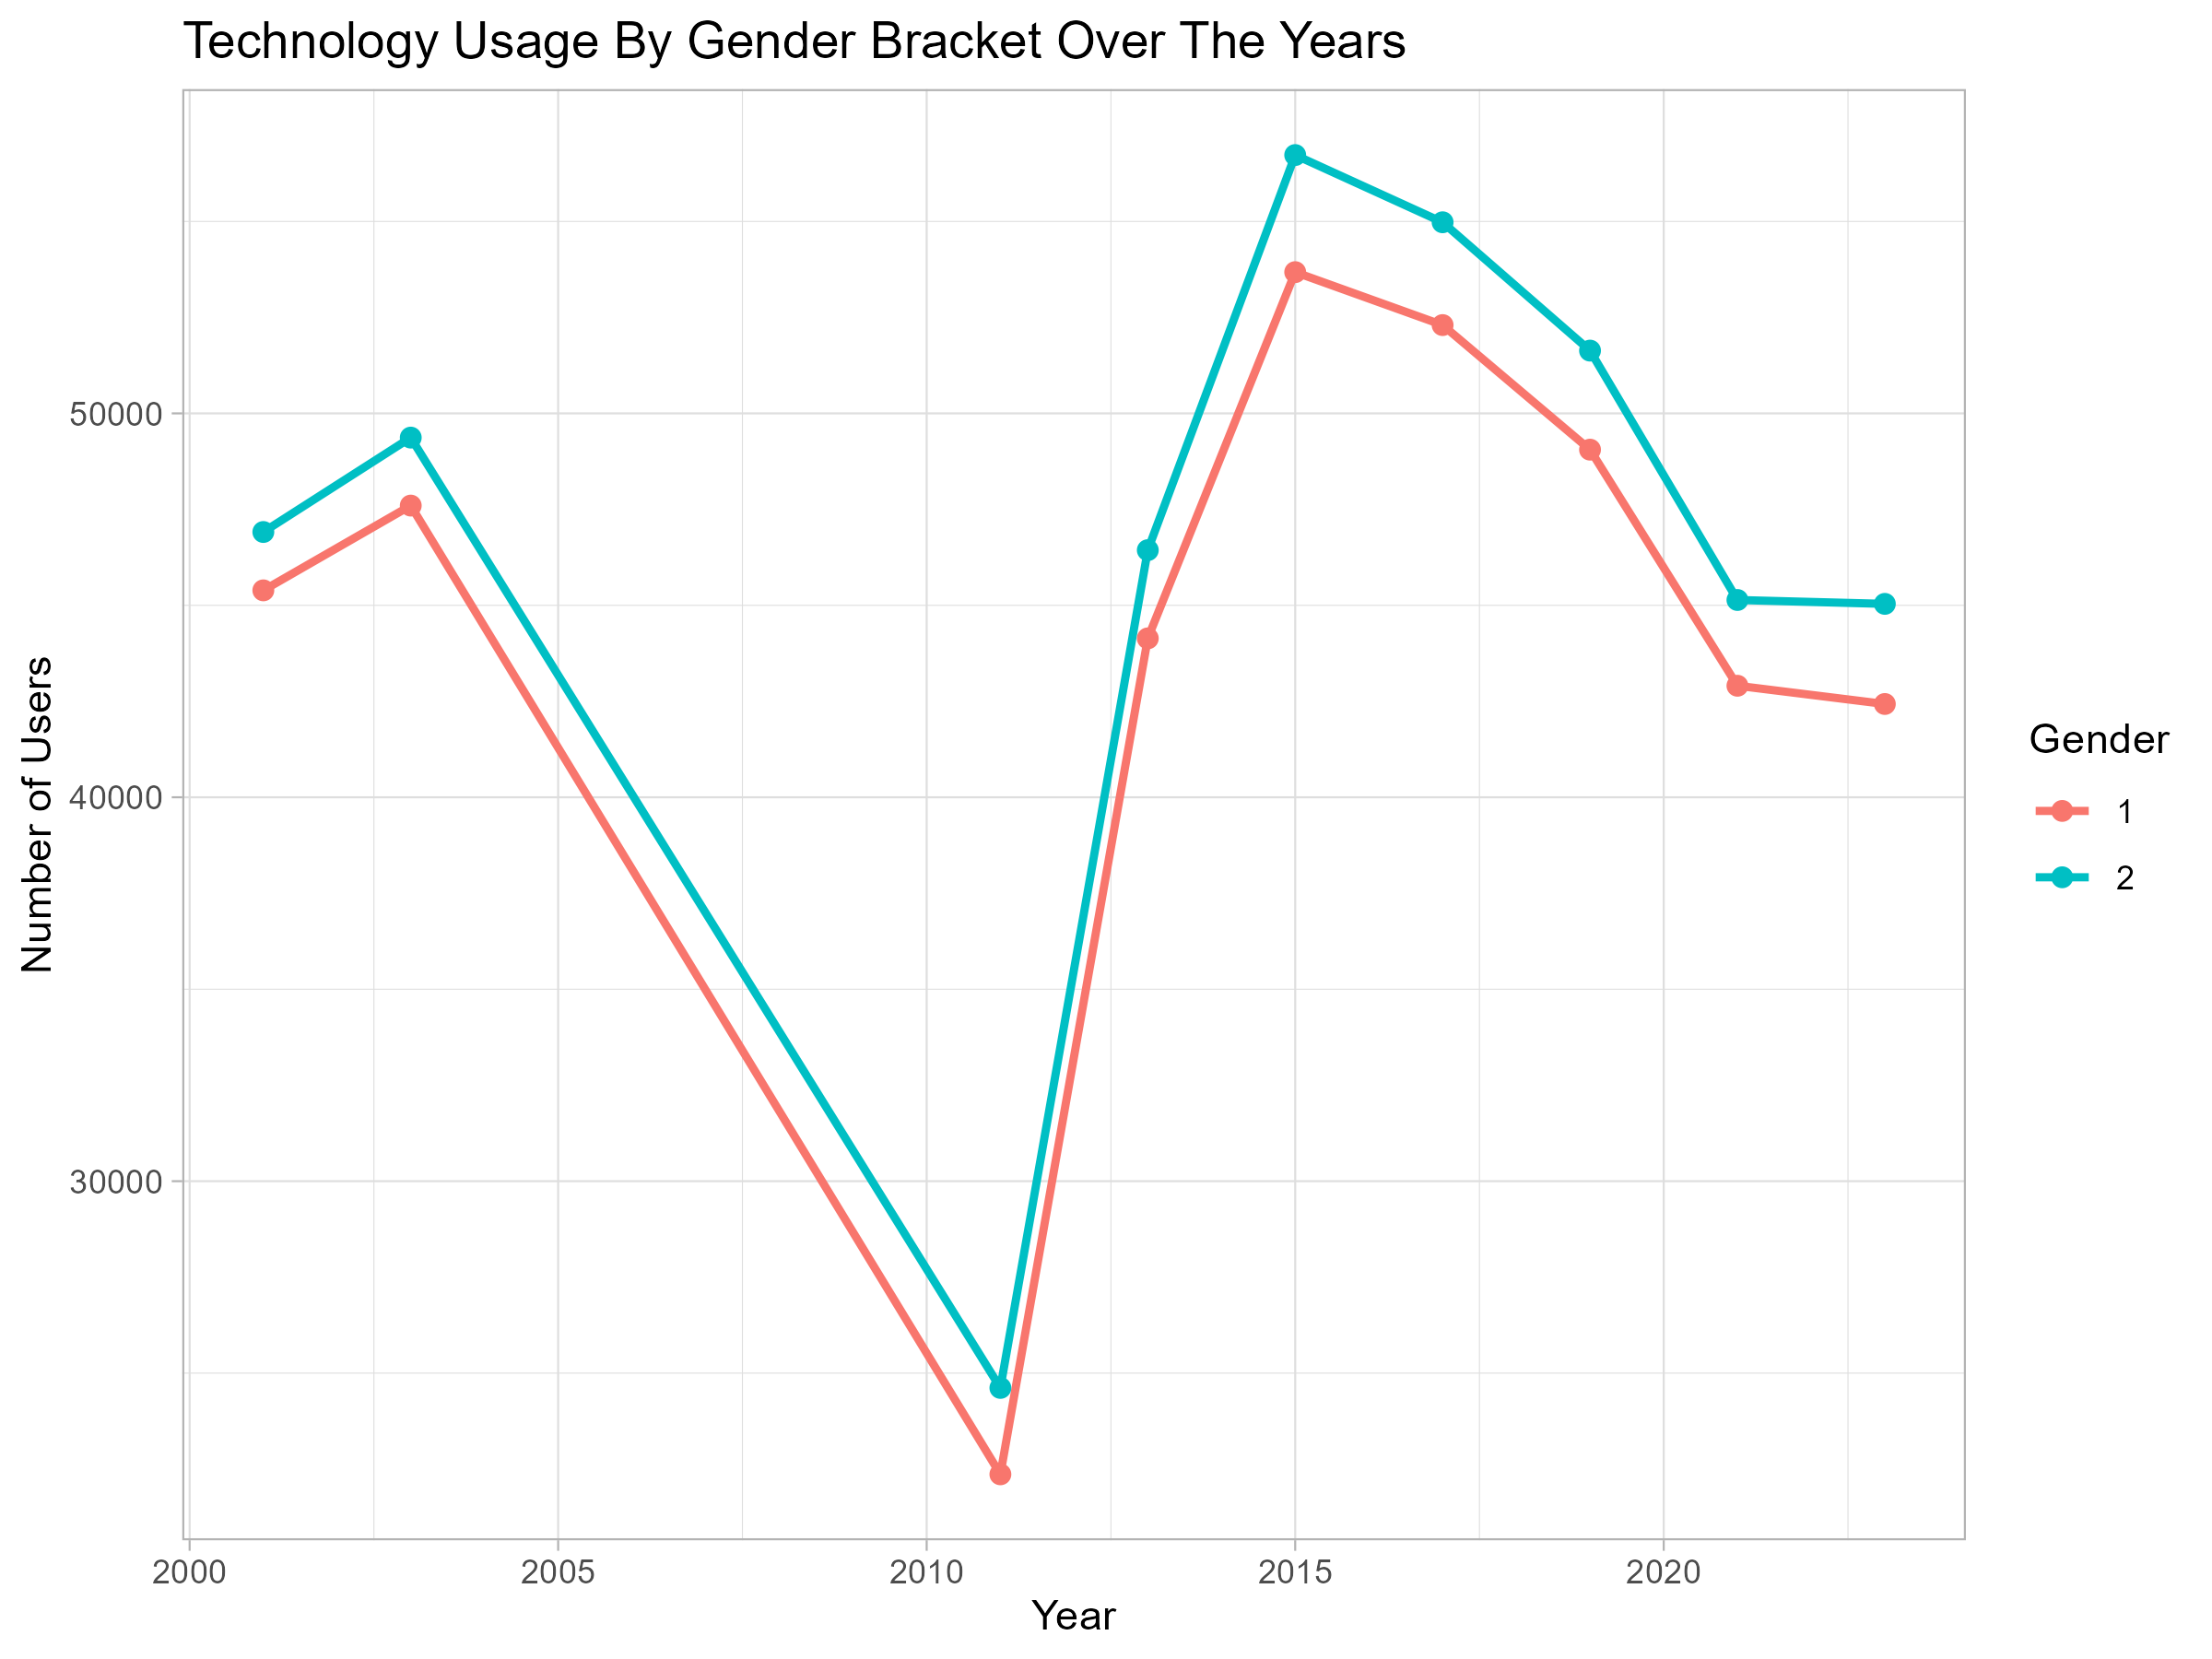 Technology Usage By Gender Bracket Over The Years
Number of Users
50000
40000
30000
2000
2005
2010
2015
2020
Year
Gender
1
2